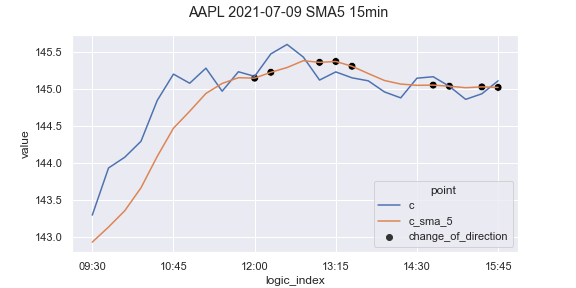 AAPL 2021-07-09 SMA5 15min
145.5
145.0
144.5
144.0
143.5
143.0
value
09:30 10:45 12:00 13:15 14:30 15:45
logic_index
point
c
c_sma_5
change_of_direction